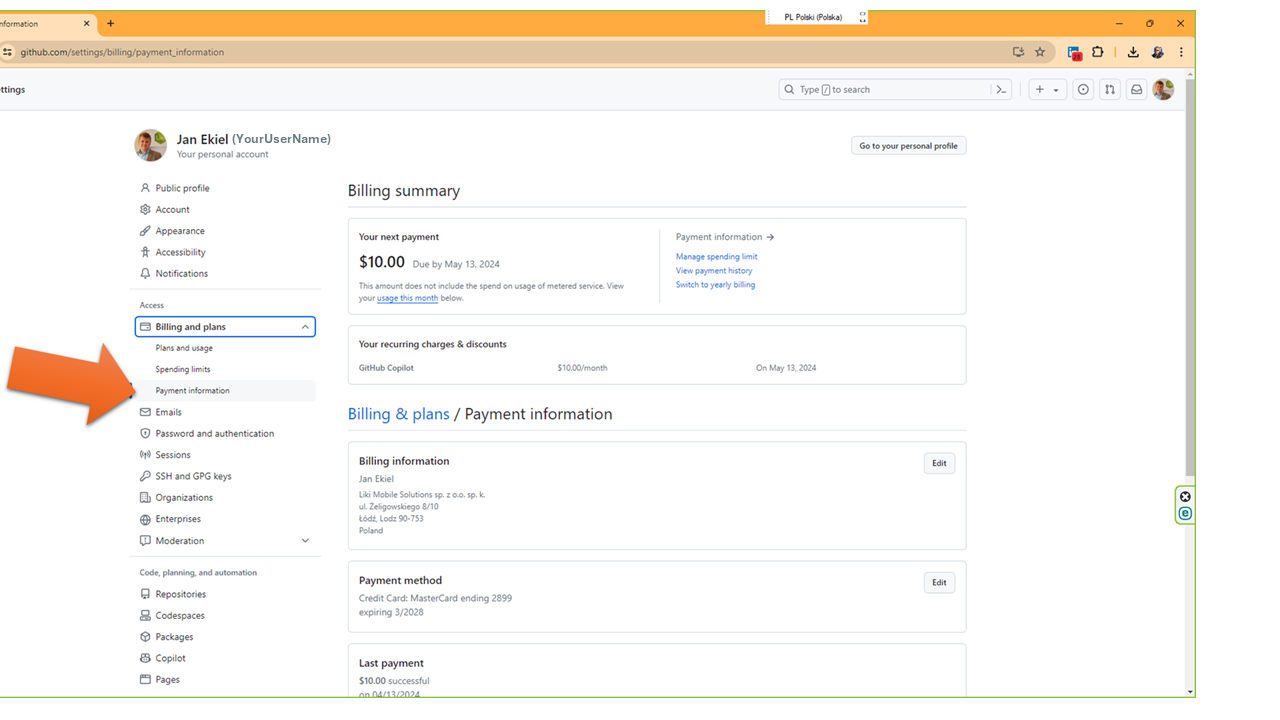 nformation
PL Polski (Polska)
github.com/settings/billing/payment_information
28
ttings
Type / to search
Jan Ekiel (YourUserName)
Your personal account
Go to your personal profile
Public profile
Account
Appearance
Accessibility
Notifications
Access
Billing and plans
Plans and usage
Spending limits
Payment information
Emails
Password and authentication
Sessions
SSH and GPG keys
Organizations
Enterprises
Moderation
Code, planning, and automation
Repositories
Codespaces
Packages
Copilot
Pages
Billing summary
Your next payment
$10.00 Due by May 13, 2024
This amount does not include the spend on usage of metered service. View
your usage this month below.
Payment information →
Manage spending limit
View payment history
Switch to yearly billing
Your recurring charges & discounts
GitHub Copilot $10.00/month On May 13, 2024
Billing & plans / Payment information
Billing information
Edit
Jan Ekiel
Liki Mobile Solutions sp. z o.o. sp. k.
ul. Żeligowskiego 8/10
Łódź, Lodz 90-753
Poland
Payment method
Edit
Credit Card: MasterCard ending 2899
expiring 3/2028
Last payment
$10.00 successful
on 04/13/2024